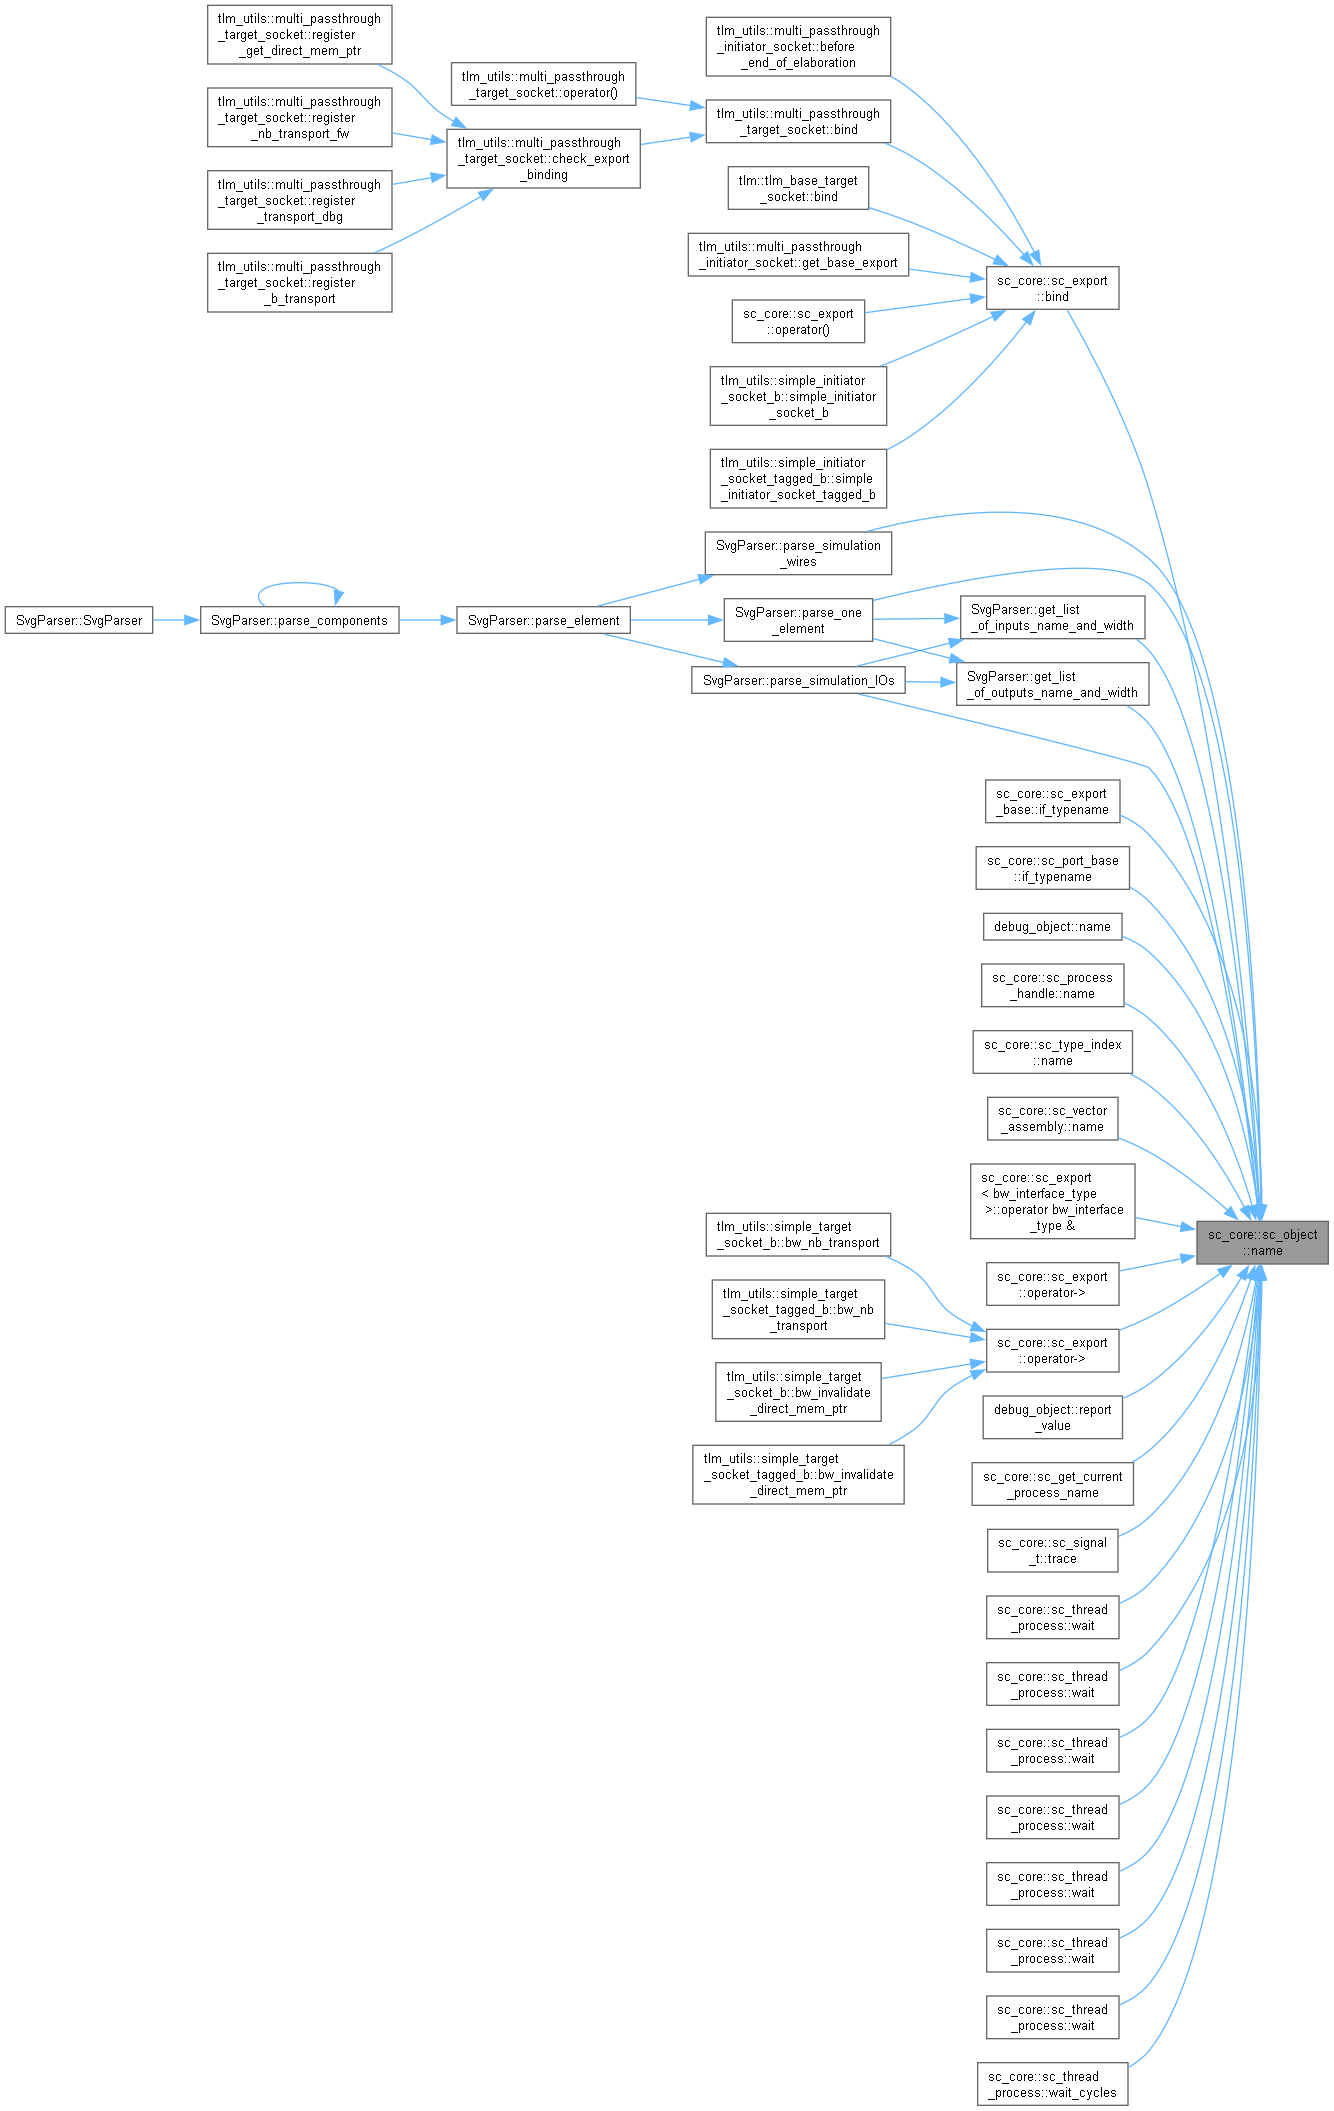 tlm_utils::multi_passthrough
_target_socket::register
_get_direct_mem_ptr
tlm_utils::multi_passthrough
_target_socket::register
_nb_transport_fw
tlm_utils::multi_passthrough
_target_socket::register
_transport_dbg
tlm_utils::multi_passthrough
_target_socket::register
_b_transport
tlm_utils::multi_passthrough
_target_socket::operator()
tlm_utils::multi_passthrough
_target_socket::check_export
_binding
tlm_utils::multi_passthrough
_initiator_socket::before
_end_of_elaboration
tlm_utils::multi_passthrough
_target_socket::bind
tlm::tlm_base_target
_socket::bind
tlm_utils::multi_passthrough
_initiator_socket::get_base_export
sc_core::sc_export
::operator()
tlm_utils::simple_initiator
_socket_b::simple_initiator
_socket_b
tlm_utils::simple_initiator
_socket_tagged_b::simple
_initiator_socket_tagged_b
sc_core::sc_export
::bind
SvgParser::SvgParser
SvgParser::parse_components
SvgParser::parse_element
SvgParser::parse_simulation
_wires
SvgParser::parse_one
_element
SvgParser::parse_simulation_IOs
SvgParser::get_list
_of_inputs_name_and_width
SvgParser::get_list
_of_outputs_name_and_width
sc_core::sc_export
_base::if_typename
sc_core::sc_port_base
::if_typename
debug_object::name
sc_core::sc_process
_handle::name
sc_core::sc_type_index
::name
sc_core::sc_vector
_assembly::name
sc_core::sc_export
< bw_interface_type
>::operator bw_interface
_type &
sc_core::sc_object
::name
sc_core::sc_export
::operator->
tlm_utils::simple_target
_socket_b::bw_nb_transport
tlm_utils::simple_target
_socket_tagged_b::bw_nb
_transport
tlm_utils::simple_target
_socket_b::bw_invalidate
_direct_mem_ptr
tlm_utils::simple_target
_socket_tagged_b::bw_invalidate
_direct_mem_ptr
sc_core::sc_export
::operator->
debug_object::report
_value
sc_core::sc_get_current
_process_name
sc_core::sc_signal
_t::trace
sc_core::sc_thread
_process::wait
sc_core::sc_thread
_process::wait
sc_core::sc_thread
_process::wait
sc_core::sc_thread
_process::wait
sc_core::sc_thread
_process::wait
sc_core::sc_thread
_process::wait
sc_core::sc_thread
_process::wait
sc_core::sc_thread
_process::wait_cycles